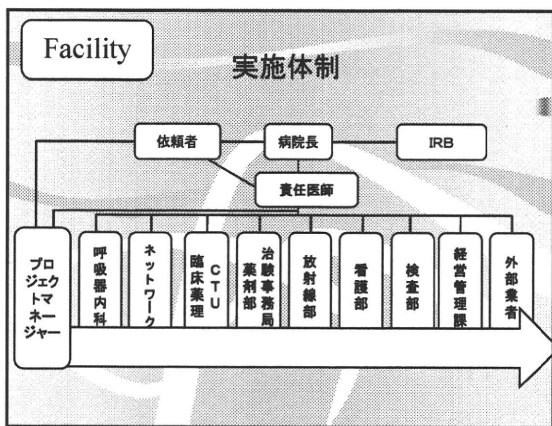 Facility
実施体制
依頼者
病院長
IRB
責任医師
プロ
ジェク
トマ
ネー
ジャー
呼吸器内科
ネットワーク
CTU
臨床薬理
治験事務局
薬剤部
放射線部
看護部
検査部
経営管理課
外部業者